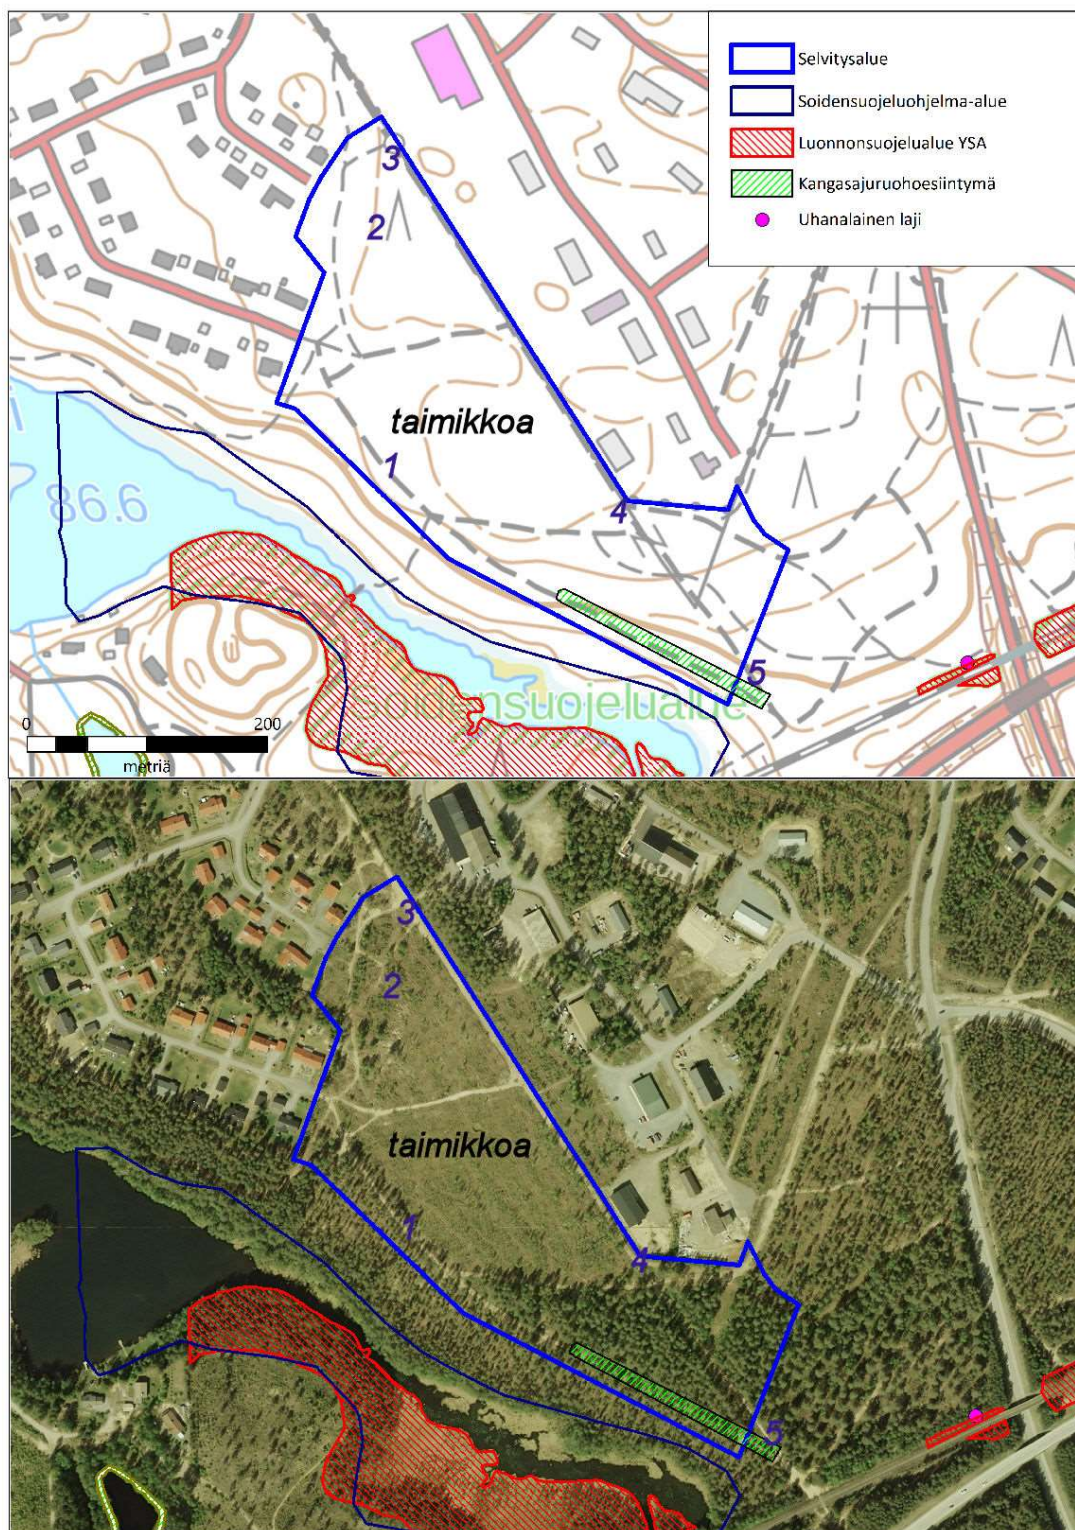 Selvitysalue
Soidensuojeluohjelma-alue
Luonnonsuojelualue YSA
Kangasajuruohoesiintymä
Uhanalainen laji
3
2
taimikkoa
1
86.6
4
5
0 200
metriä
3
2
taimikkoa
1
4
5